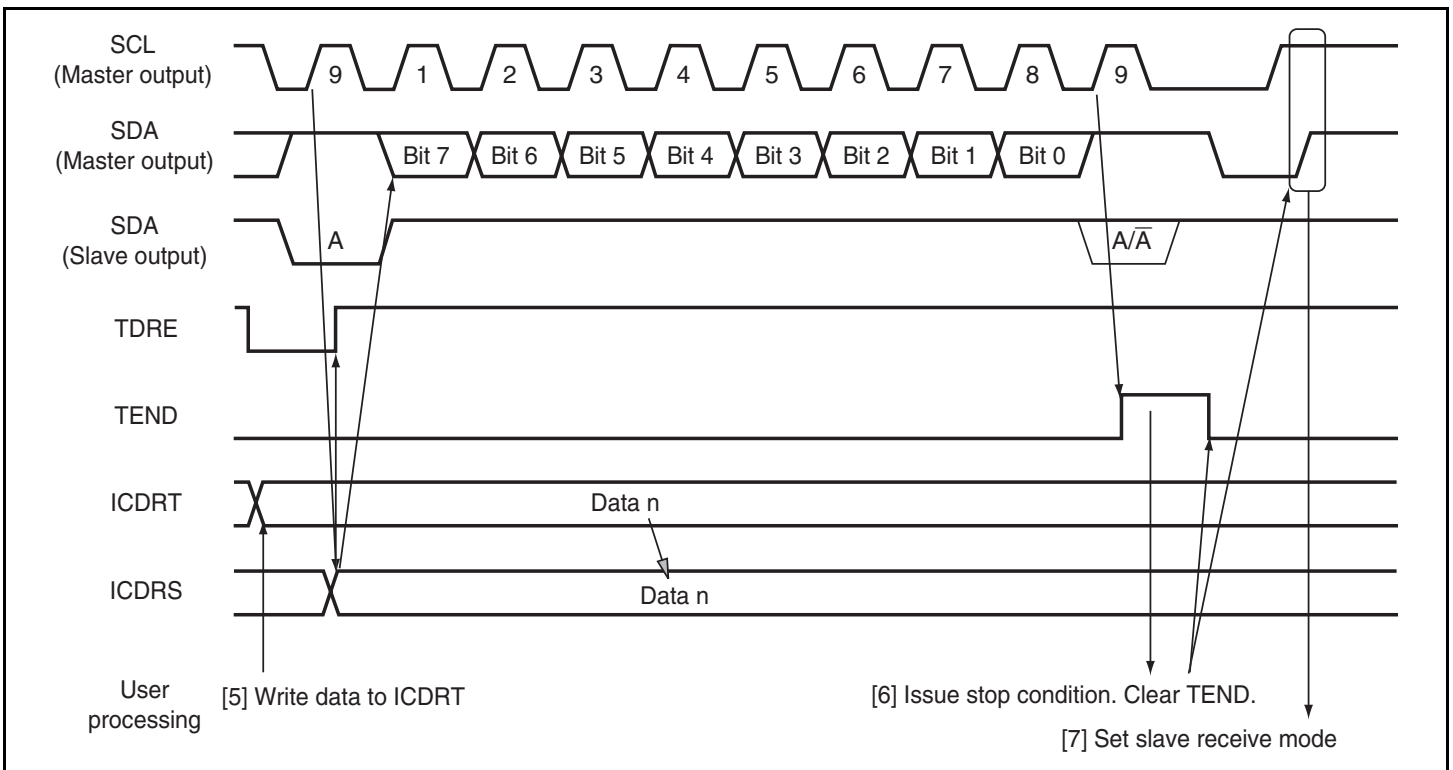 SCL
(Master output)
9 1 2 3 4 5 6 7 8 9
SDA
(Master output)
Bit 7 Bit 6 Bit 5 Bit 4 Bit 3 Bit 2 Bit 1 Bit 0
SDA
(Slave output)
A A/A̅
TDRE
TEND
ICDRT
Data n
ICDRS
Data n
User
processing
[5] Write data to ICDRT
[6] Issue stop condition. Clear TEND.
[7] Set slave receive mode